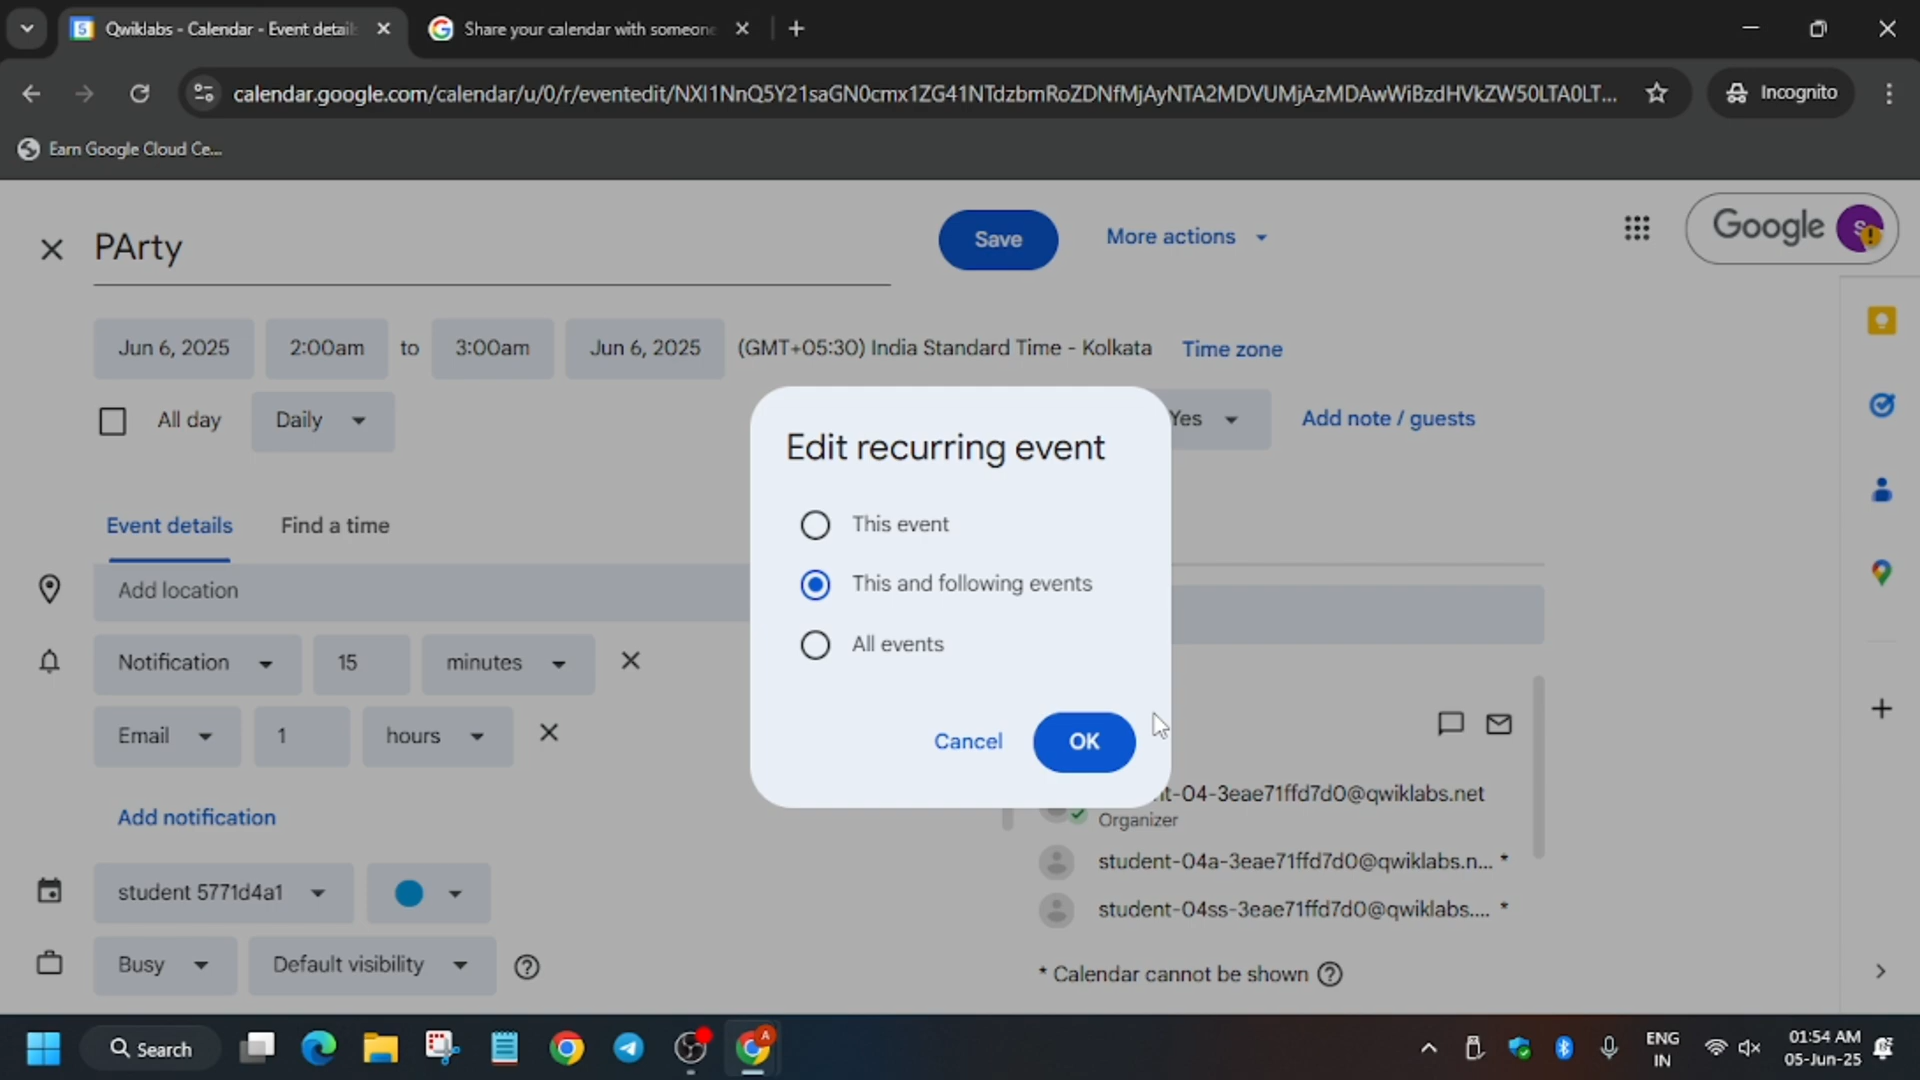 Qwiklabs - Calendar - Event detai
Share your calendar with someone
calendar.google.com/calendar/u/0/r/eventedit/NXI1NnQ5Y21saGN0cmx1ZG41NTdzbmRoZDNfMjAyNTA2MDVUMjAzMDAwWiBzdHVkZW50LTA0LT...
Incognito
Earn Google Cloud Ce...
PArty
Save
More actions
Google
S
Jun 6, 2025
2:00am
to
3:00am
Jun 6, 2025
(GMT+05:30) India Standard Time - Kolkata
Time zone
All day
Daily
Yes
Add note / guests
Edit recurring event
This event
This and following events
All events
Cancel
OK
Event details
Find a time
Add location
Notification
15
minutes
Email
1
hours
Add notification
nt-04-3eae71ffd7d0@qwiklabs.net
Organizer
student-04a-3eae71ffd7d0@qwiklabs.n... *
student-04ss-3eae71ffd7d0@qwiklabs.... *
* Calendar cannot be shown
student 5771d4a1
Busy
Default visibility
Search
ENG
IN
01:54 AM
05-Jun-25